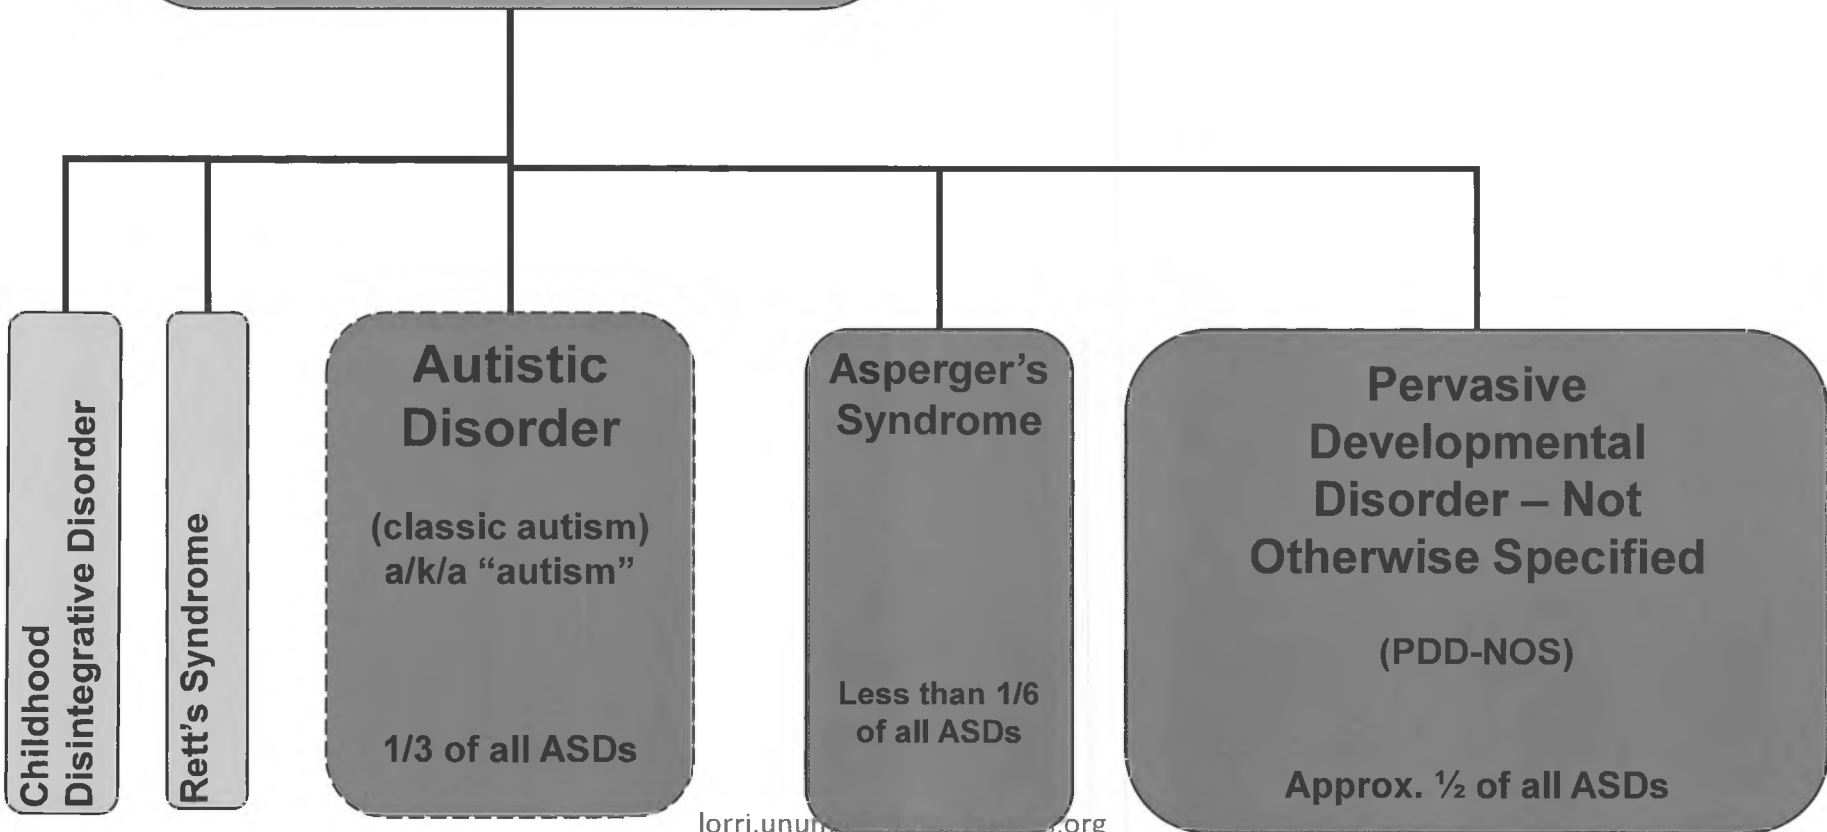 Childhood
Disintegrative Disorder
Rett's Syndrome
Autistic
Disorder
(classic autism)
a/k/a “autism”
1/3 of all ASDs
Asperger's
Syndrome
Less than 1/6
of all ASDs
Pervasive
Developmental
Disorder – Not
Otherwise Specified
(PDD-NOS)
Approx. ½ of all ASDs